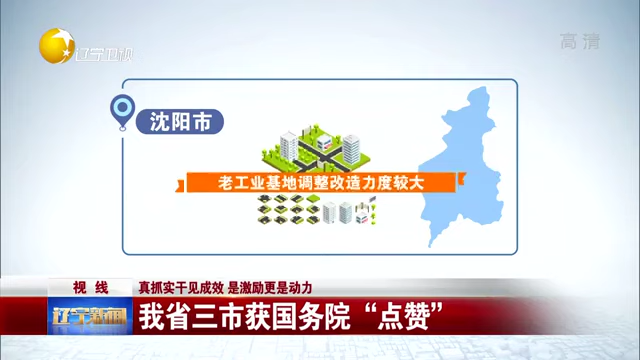 辽宁卫视
高清
沈阳市
老工业基地调整改造力度较大
视线
真抓实干见成效 是激励更是动力
辽宁新闻
我省三市获国务院“点赞”